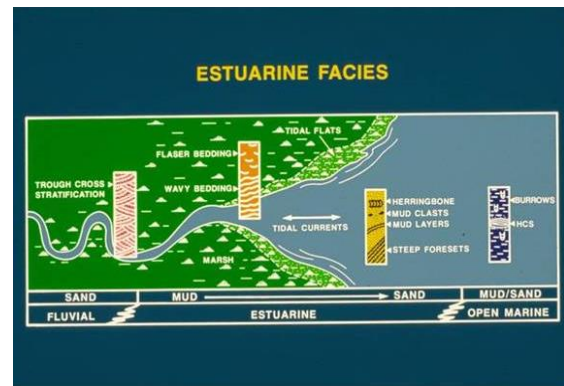 ESTUARINE FACIES
TIDAL FLATS
FLASER BEDDING
TROUGH CROSS
STRATIFICATION
WAVY BEDDING
HERRINGBONE
MUD CLASTS
MUD LAYERS
STEEP FORESETS
BURROWS
HCS
TIDAL CURRENTS
MARSH
SAND
MUD
SAND
MUD/SAND
FLUVIAL
ESTUARINE
OPEN MARINE